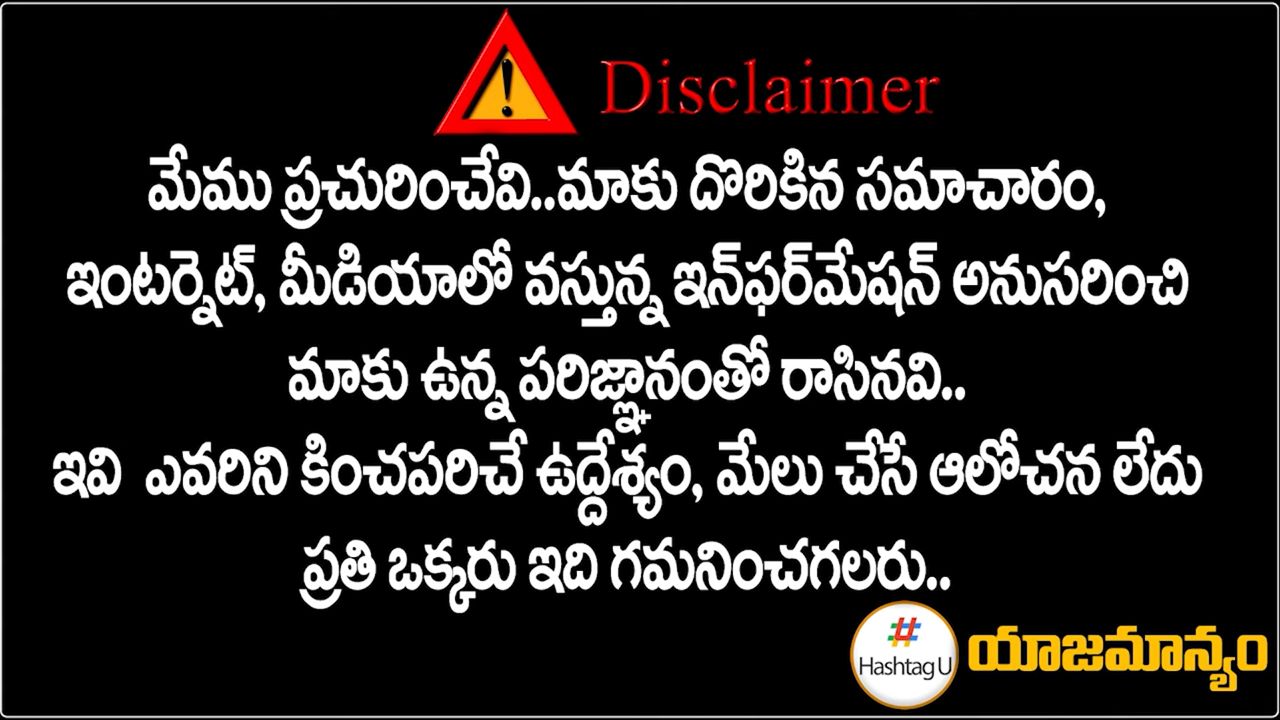 Disclaimer
మేము ప్రచురించేవి..మాకు దొరికిన సమాచారం,
ఇంటర్నెట్, మీడియాలో వస్తున్న ఇన్‌ఫర్‌మేషన్ అనుసరించి
మాకు ఉన్న పరిజ్ఞానంతో రాసినవి..
ఇవి ఎవరిని కించపరిచే ఉద్దేశ్యం, మేలు చేసే ఆలోచన లేదు
ప్రతి ఒక్కరు ఇది గమనించగలరు..
# Hashtag U యాజమాన్యం